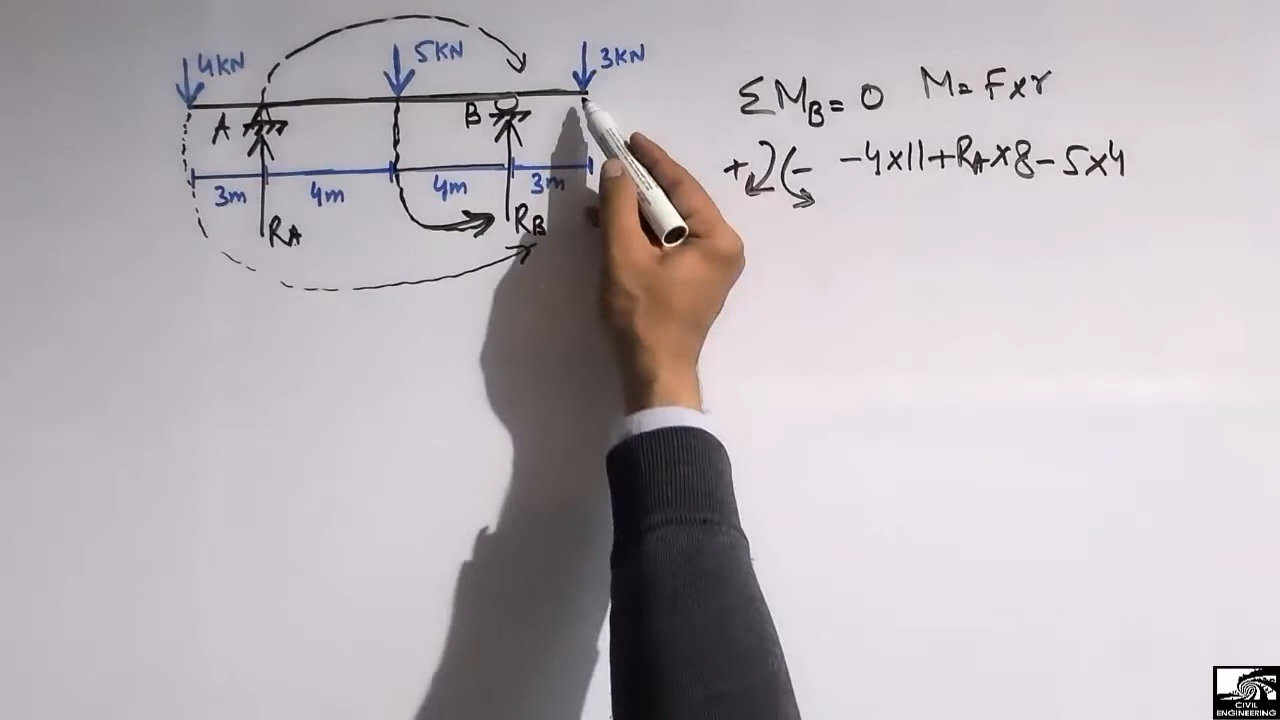 4KN 5KN 3KN
A B
3m 4m 4m 3m
RA RB
ΣMB = 0 M = F×r
+ - -4×11+RA×8-5×4
CIVIL
ENGINEERING